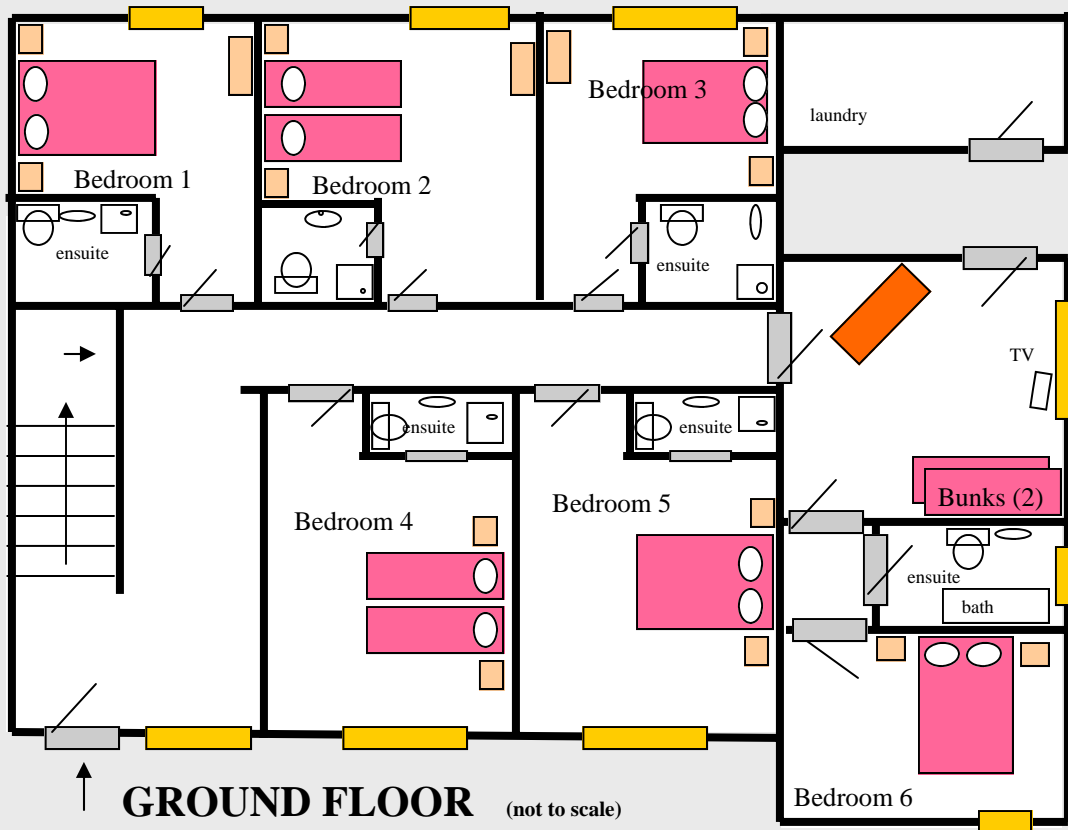 Bedroom 3
laundry
Bedroom 1
Bedroom 2
ensuite
ensuite
TV
ensuite
ensuite
Bunks (2)
Bedroom 5
Bedroom 4
ensuite
bath
Bedroom 6
GROUND FLOOR (not to scale)